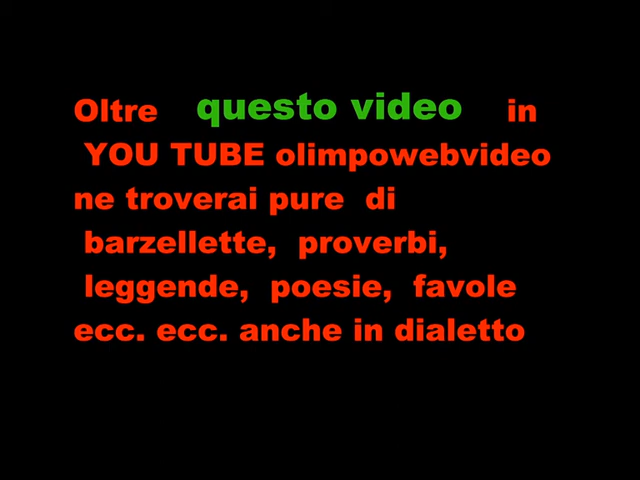 Oltre questo video in
YOU TUBE olimpowebvideo
ne troverai pure di
barzellette, proverbi,
leggende, poesie, favole
ecc. ecc. anche in dialetto